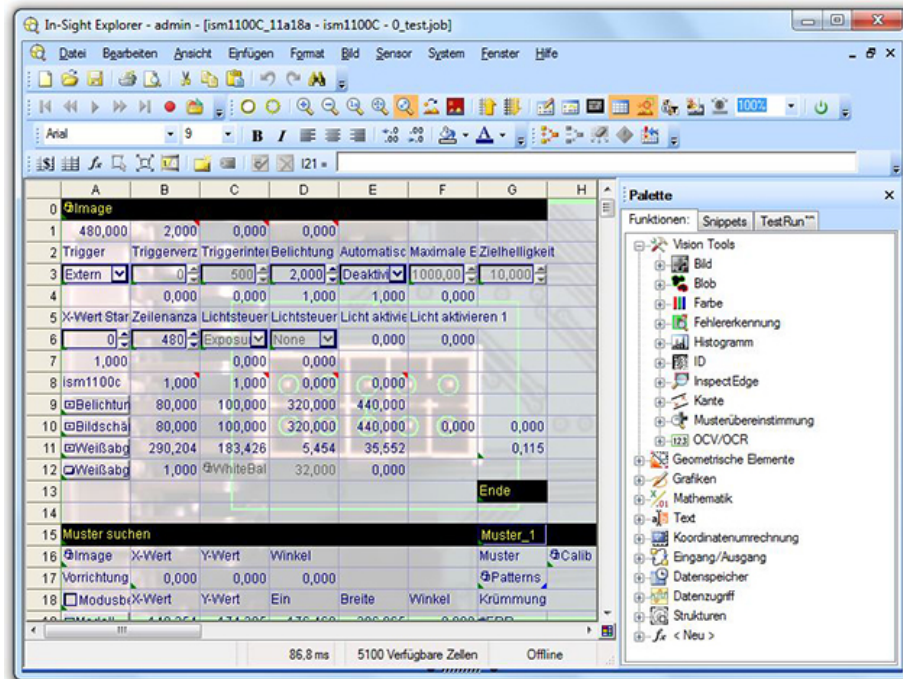 In-Sight Explorer - admin - [ism1100C_11a18a - ism1100C - 0_test.job]
Datei Bearbeiten Ansicht Einfügen Format Bild Sensor System Fenster Hilfe
100%
Arial 9 B I A
I21 =
A B C D E F G H
0 Image
1 480,000 2,000 0,000 0,000
2 Trigger Triggerverz Triggerinter Belichtung Automatisc Maximale E Zielhelligkeit
3 Extern 0 500 2,000 Deaktivi 1000,00 10,000
4 0,000 0,000 1,000 1,000 0,000
5 X-Wert Star Zeilenanza Lichtsteuer Lichtsteuer Licht aktivie Licht aktivieren 1
6 0 480 Exposu None 0,000 0,000
7 1,000 0,000 0,000
8 ism1100c 1,000 1,000 0,000 0,000
9 Belichtun 80,000 100,000 320,000 440,000
10 Bildschä 80,000 100,000 320,000 440,000 0,000 0,000
11 Weißabg 290,204 183,426 5,454 35,552 0,115
12 Weißabg 1,000 WhiteBal 32,000 0,000
13 Ende
14
15 Muster suchen Muster_1
16 Image X-Wert Y-Wert Winkel Muster Calib
17 Vorrichtung 0,000 0,000 0,000 Patterns
18 Modusbe X-Wert Y-Wert Ein Breite Winkel Krümmung
86,8 ms 5100 Verfügbare Zellen Offline
Palette
Funktionen: Snippets TestRun™
Vision Tools
Bild
Blob
Farbe
Fehlererkennung
Histogramm
ID
InspectEdge
Kante
Musterübereinstimmung
OCV/OCR
Geometrische Elemente
Grafiken
Mathematik
Text
Koordinatenumrechnung
Eingang/Ausgang
Datenspeicher
Datenzugriff
Strukturen
< Neu >